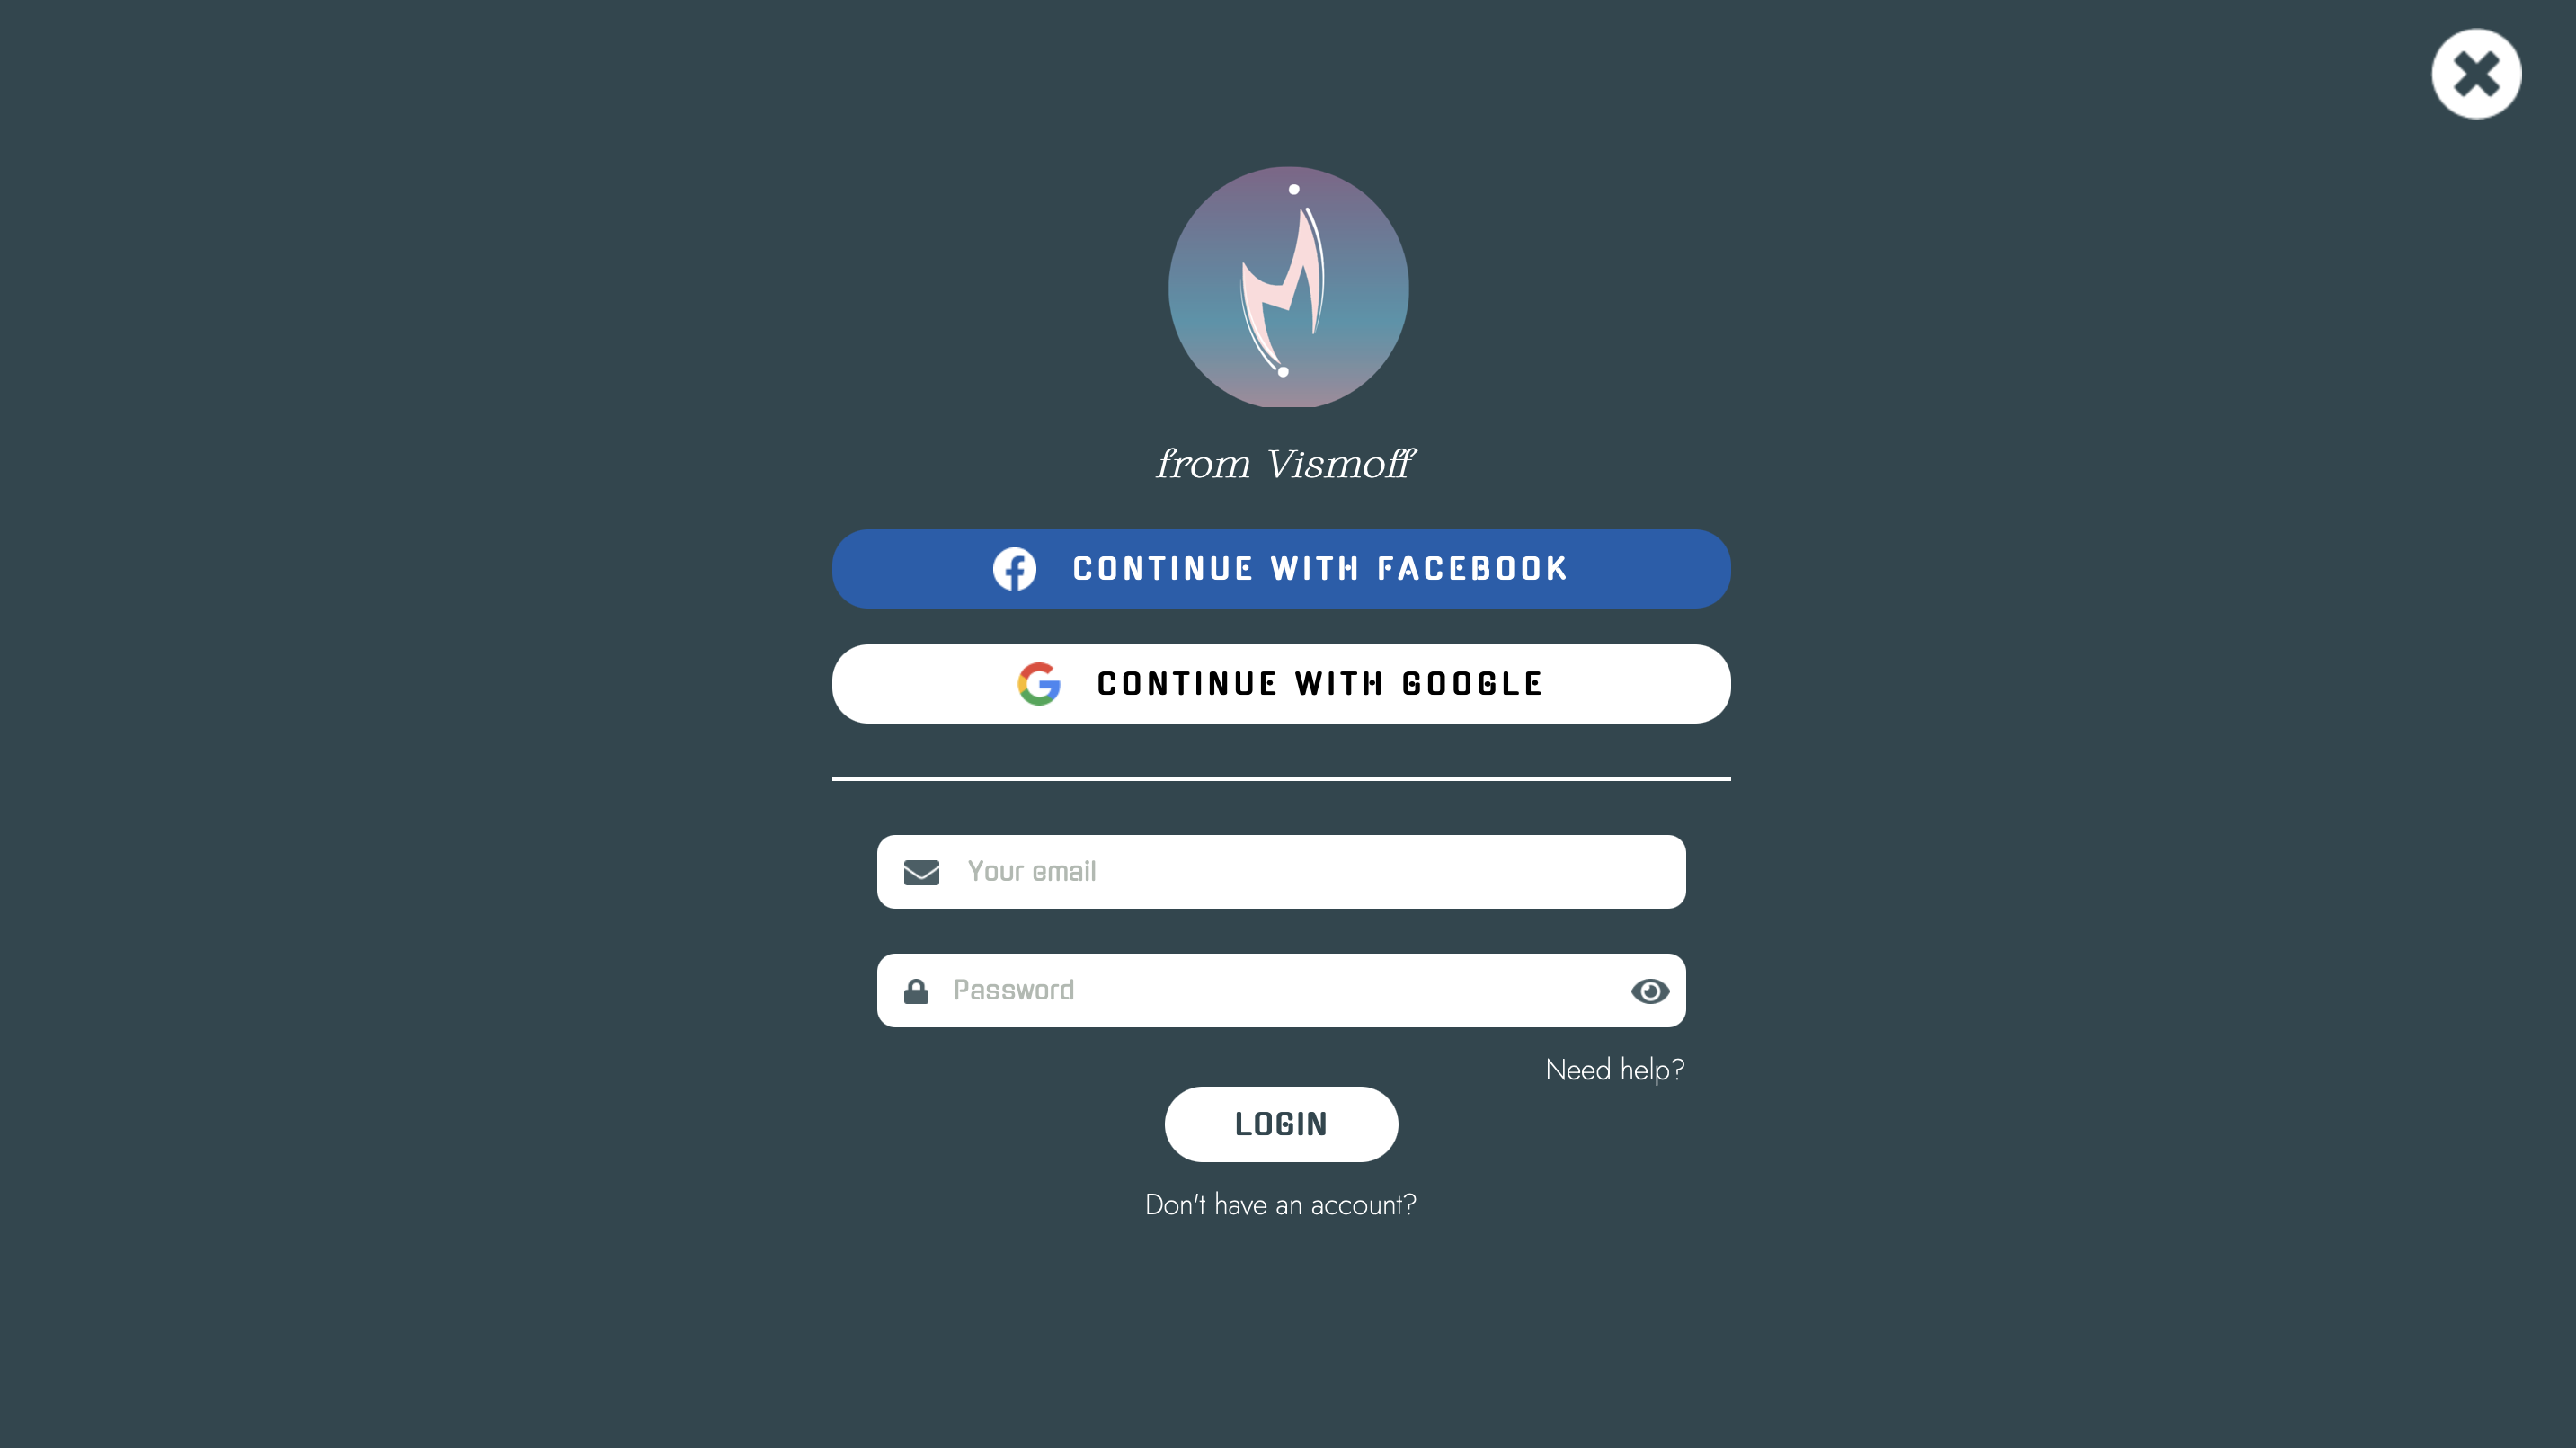 from Vismoff
CONTINUE WITH FACEBOOK
CONTINUE WITH GOOGLE
Your email
Password
Need help?
LOGIN
Don't have an account?